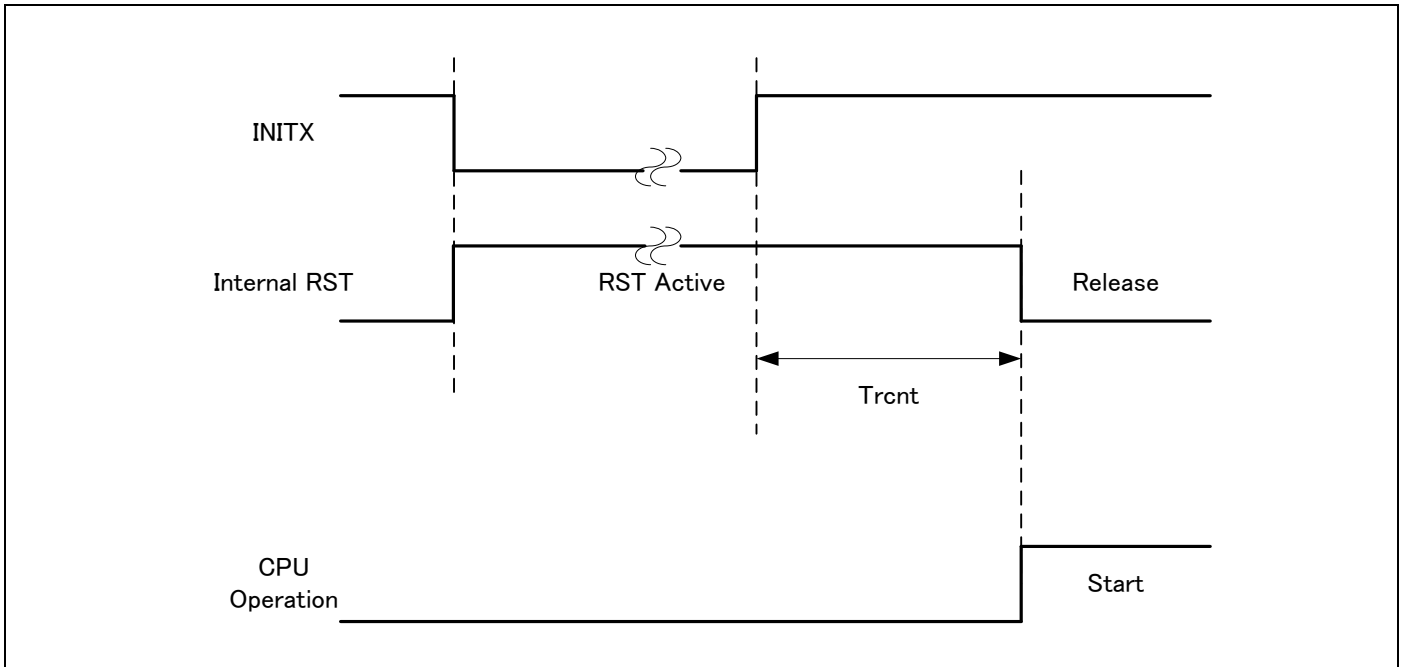 INITX
Internal RST
RST Active
Release
Trcnt
CPU
Operation
Start